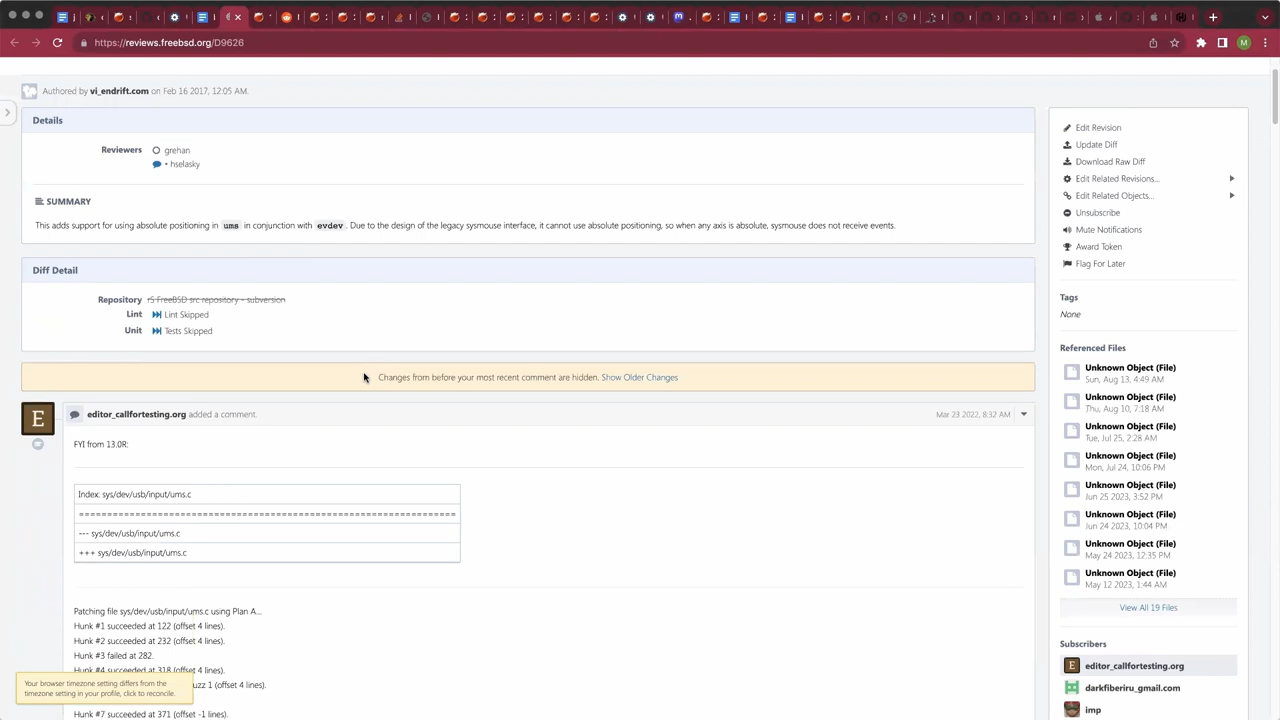 https://reviews.freebsd.org/D9626
M
Authored by vi_endrift.com on Feb 16 2017, 12:05 AM.
Details
Reviewers
grehan
• hselasky
SUMMARY
This adds support for using absolute positioning in ums in conjunction with evdev. Due to the design of the legacy sysmouse interface, it cannot use absolute positioning, so when any axis is absolute, sysmouse does not receive events.
Diff Detail
Repository rS FreeBSD src repository - subversion
Lint Lint Skipped
Unit Tests Skipped
Changes from before your most recent comment are hidden. Show Older Changes
E
editor_callfortesting.org added a comment. Mar 23 2022, 8:32 AM
FYI from 13.0R:
Index: sys/dev/usb/input/ums.c
===================================================================
--- sys/dev/usb/input/ums.c
+++ sys/dev/usb/input/ums.c
Patching file sys/dev/usb/input/ums.c using Plan A...
Hunk #1 succeeded at 122 (offset 4 lines).
Hunk #2 succeeded at 232 (offset 4 lines).
Hunk #3 failed at 282.
Hunk #4 succeeded at 318 (offset 4 lines).
1 (offset 4 lines).
Hunk #7 succeeded at 371 (offset -1 lines).
Your browser timezone setting differs from the
timezone setting in your profile, click to reconcile.
Edit Revision
Update Diff
Download Raw Diff
Edit Related Revisions...
Edit Related Objects...
Unsubscribe
Mute Notifications
Award Token
Flag For Later
Tags
None
Referenced Files
Unknown Object (File)
Sun, Aug 13, 4:49 AM
Unknown Object (File)
Thu, Aug 10, 7:18 AM
Unknown Object (File)
Tue, Jul 25, 2:28 AM
Unknown Object (File)
Mon, Jul 24, 10:06 PM
Unknown Object (File)
Jun 25 2023, 3:52 PM
Unknown Object (File)
Jun 24 2023, 10:04 PM
Unknown Object (File)
May 24 2023, 12:35 PM
Unknown Object (File)
May 12 2023, 1:44 AM
View All 19 Files
Subscribers
E
editor_callfortesting.org
darkfiberiru_gmail.com
imp